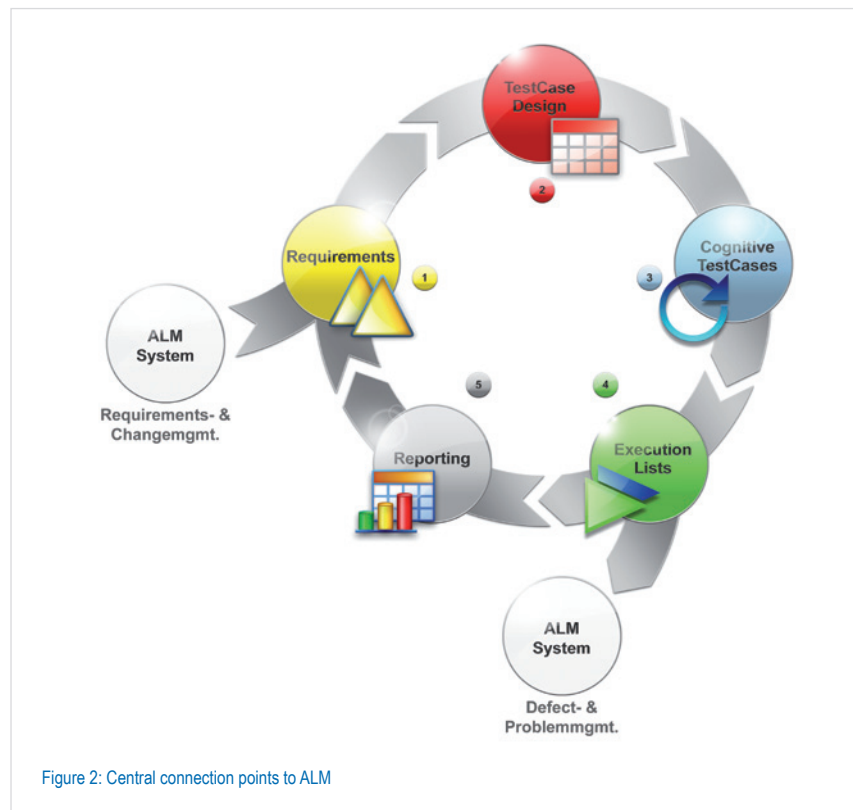 TestCase
Design
2
Requirements
1
Cognitive
TestCases
3
ALM
System
Requirements- &
Changemgmt.
5
4
Reporting
Execution
Lists
ALM
System
Defect- &
Problemmgmt.
Figure 2: Central connection points to ALM